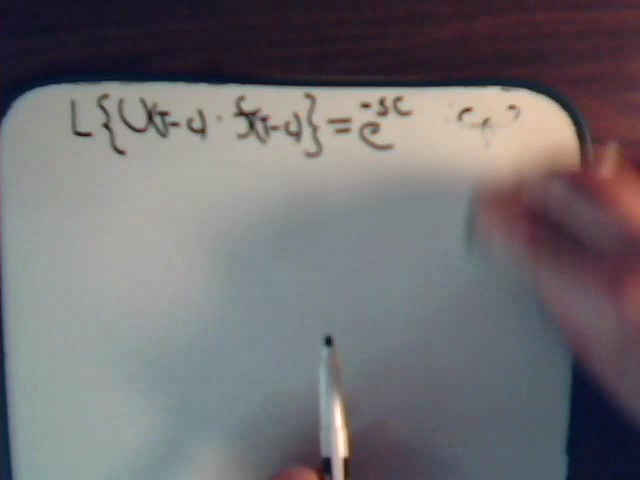 L{U(t-c) · f(t-c)} = e^-sc